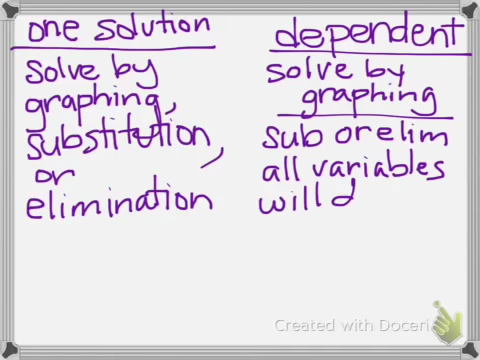 one solution
solve by
graphing,
substitution,
or
elimination
dependent
solve by
graphing
sub or elim
all variables
will d
Created with Doceri